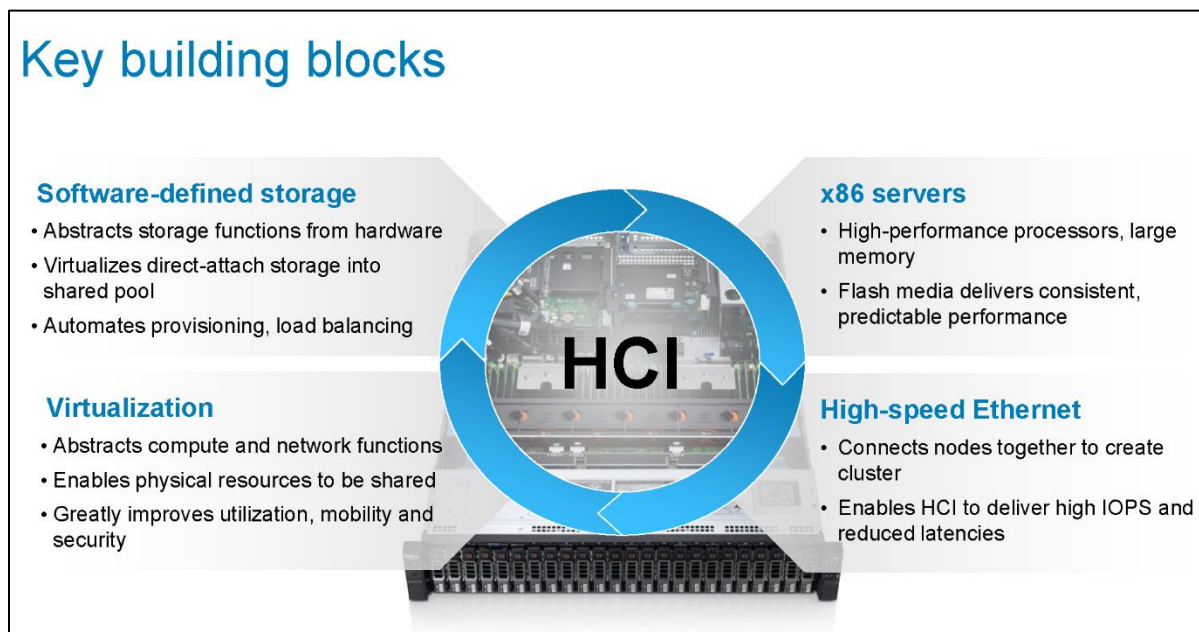 Key building blocks
Software-defined storage
• Abstracts storage functions from hardware
• Virtualizes direct-attach storage into
shared pool
• Automates provisioning, load balancing
x86 servers
• High-performance processors, large
memory
• Flash media delivers consistent,
predictable performance
HCI
Virtualization
• Abstracts compute and network functions
• Enables physical resources to be shared
• Greatly improves utilization, mobility and
security
High-speed Ethernet
• Connects nodes together to create
cluster
• Enables HCI to deliver high IOPS and
reduced latencies